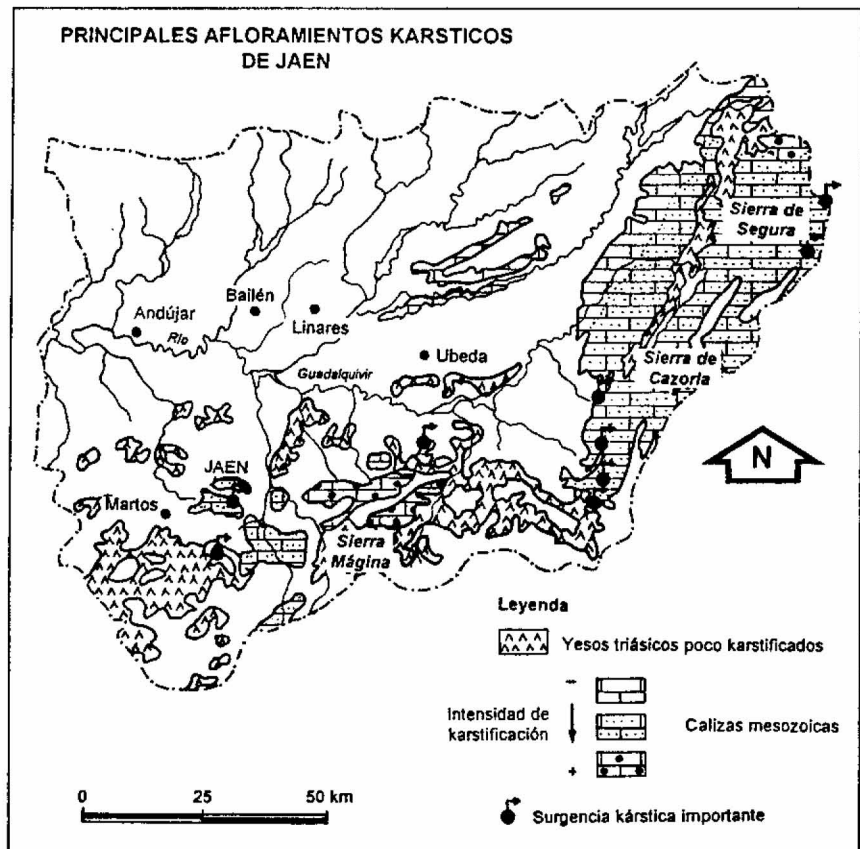 PRINCIPALES AFLORAMIENTOS KARSTICOS
DE JAEN
Sierra de
Segura
Bailén
Andújar
Linares
Río
Guadalquivir
Ubeda
Sierra de
Cazorla
N
JAEN
Martos
Sierra
Mágina
Leyenda
Yesos triásicos poco karstificados
-
Intensidad de
karstificación
Calizas mesozoicas
+
0 25 50 km
Surgencia kárstica importante